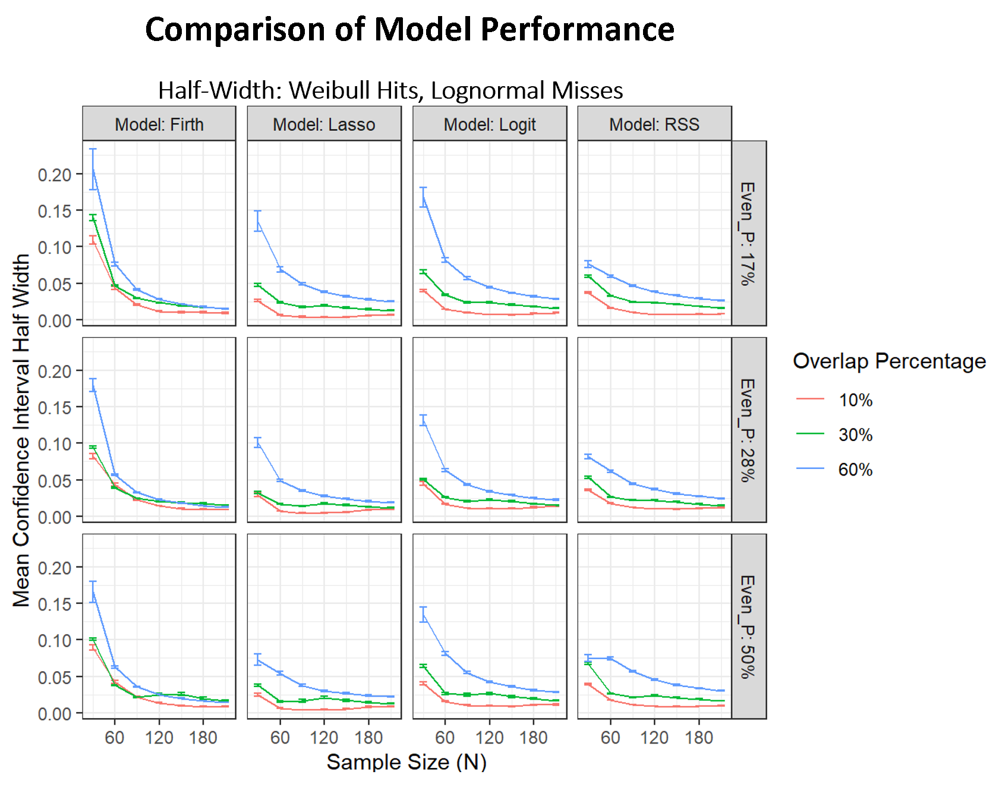 Comparison of Model Performance
Half-Width: Weibull Hits, Lognormal Misses
Model: Firth
Model: Lasso
Model: Logit
Model: RSS
Mean Confidence Interval Half Width
0.20
0.15
0.10
0.05
0.00
Even_P: 17%
0.20
0.15
0.10
0.05
0.00
Even_P: 28%
0.20
0.15
0.10
0.05
0.00
Even_P: 50%
60 120 180
60 120 180
60 120 180
60 120 180
Sample Size (N)
Overlap Percentage
10%
30%
60%